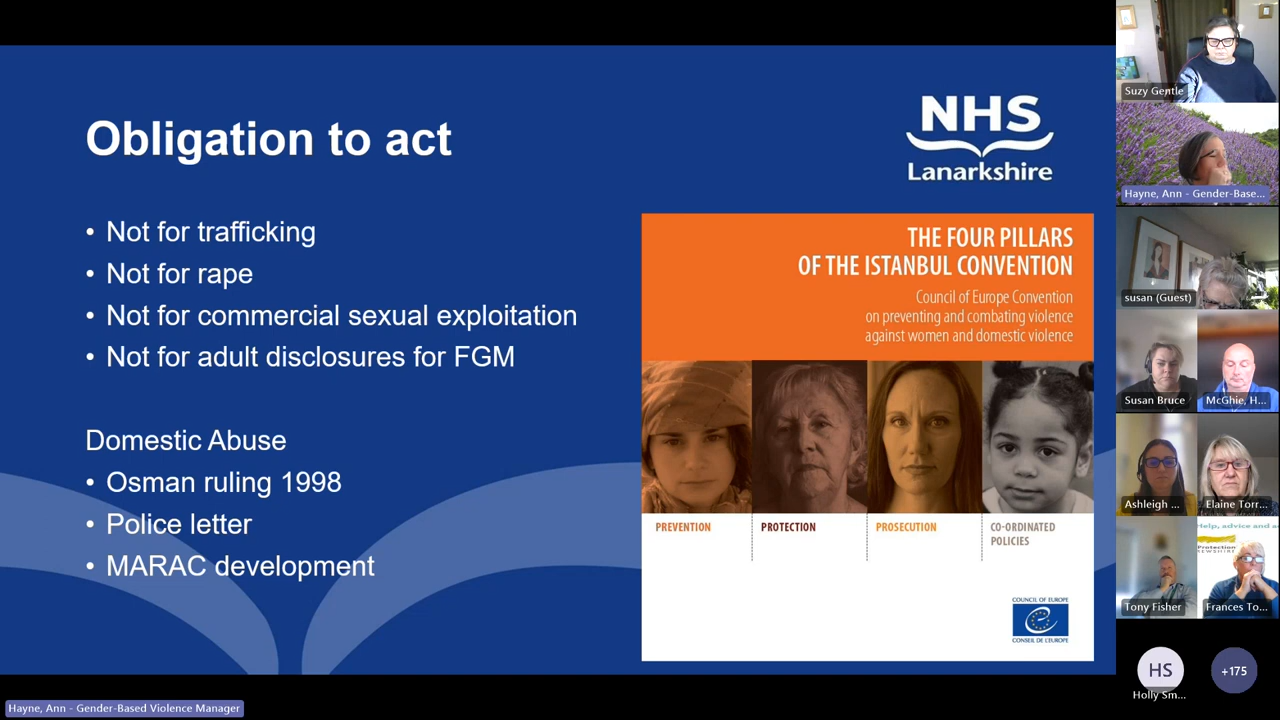 Obligation to act
NHS
Lanarkshire
• Not for trafficking
• Not for rape
• Not for commercial sexual exploitation
• Not for adult disclosures for FGM
Domestic Abuse
• Osman ruling 1998
• Police letter
• MARAC development
THE FOUR PILLARS
OF THE ISTANBUL CONVENTION
Council of Europe Convention
on preventing and combating violence
against women and domestic violence
PREVENTION
PROTECTION
PROSECUTION
CO-ORDINATED
POLICIES
COUNCIL OF EUROPE
CONSEIL DE L'EUROPE
Suzy Gentle
Hayne, Ann - Gender-Base...
susan (Guest)
Susan Bruce
McGhie, H...
Ashleigh ...
Elaine Torr...
Help, advice and a
Protection
Tony Fisher
Frances To...
HS
Holly Sm...
+175
Hayne, Ann - Gender-Based Violence Manager